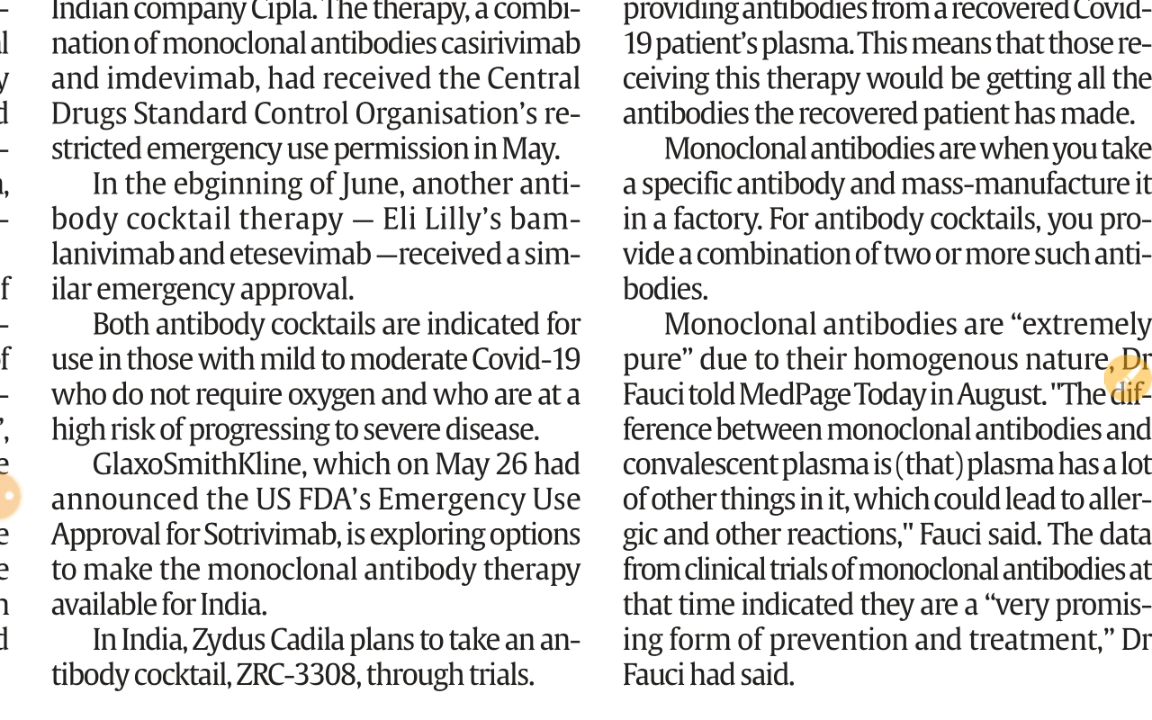 Indian company Cipla. The therapy, a combi-
nation of monoclonal antibodies casirivimab
and imdevimab, had received the Central
Drugs Standard Control Organisation's re-
stricted emergency use permission in May.
In the ebginning of June, another anti-
body cocktail therapy — Eli Lilly's bam-
lanivimab and etesevimab —received a sim-
ilar emergency approval.
Both antibody cocktails are indicated for
use in those with mild to moderate Covid-19
who do not require oxygen and who are at a
high risk of progressing to severe disease.
GlaxoSmithKline, which on May 26 had
announced the US FDA's Emergency Use
Approval for Sotrivimab, is exploring options
to make the monoclonal antibody therapy
available for India.
In India, Zydus Cadila plans to take an an-
tibody cocktail, ZRC-3308, through trials.
providing antibodies from a recovered Covid-
19 patient's plasma. This means that those re-
ceiving this therapy would be getting all the
antibodies the recovered patient has made.
Monoclonal antibodies are when you take
a specific antibody and mass-manufacture it
in a factory. For antibody cocktails, you pro-
vide a combination of two or more such anti-
bodies.
Monoclonal antibodies are “extremely
pure” due to their homogenous nature, Dr
Fauci told MedPage Today in August. "The dif-
ference between monoclonal antibodies and
convalescent plasma is (that) plasma has a lot
of other things in it, which could lead to aller-
gic and other reactions," Fauci said. The data
from clinical trials of monoclonal antibodies at
that time indicated they are a “very promis-
ing form of prevention and treatment,” Dr
Fauci had said.